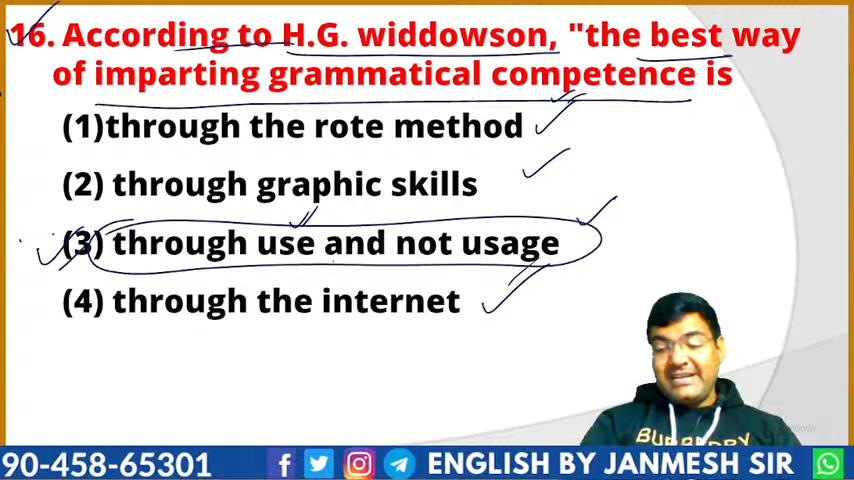 16. According to H.G. widdowson, "the best way
of imparting grammatical competence is
(1)through the rote method
(2) through graphic skills
(3) through use and not usage
(4) through the internet
BURBERRY
90-458-65301 ENGLISH BY JANMESH SIR